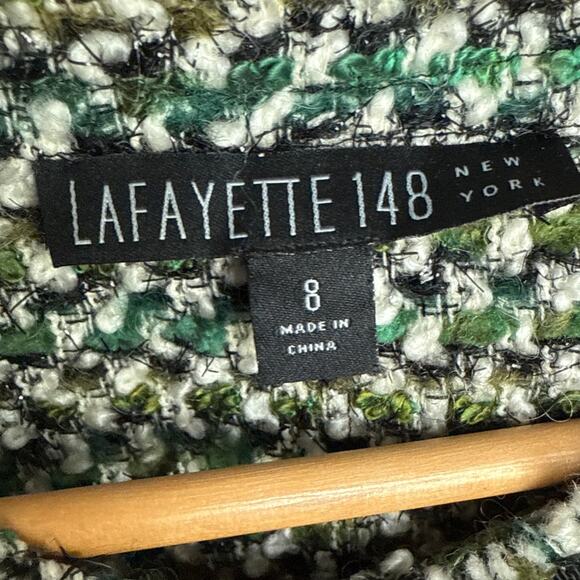 LAFAYETTE 148 NEW YORK
8
MADE IN
CHINA